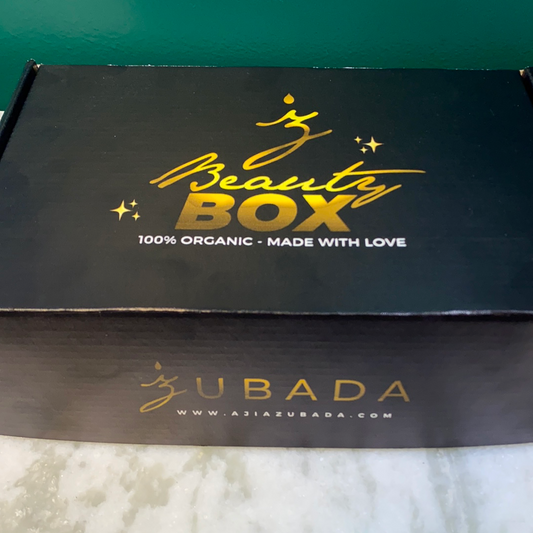 Beauty
BOX
100% ORGANIC - MADE WITH LOVE
ZUBADA
WWW.AJIAZUBADA.COM